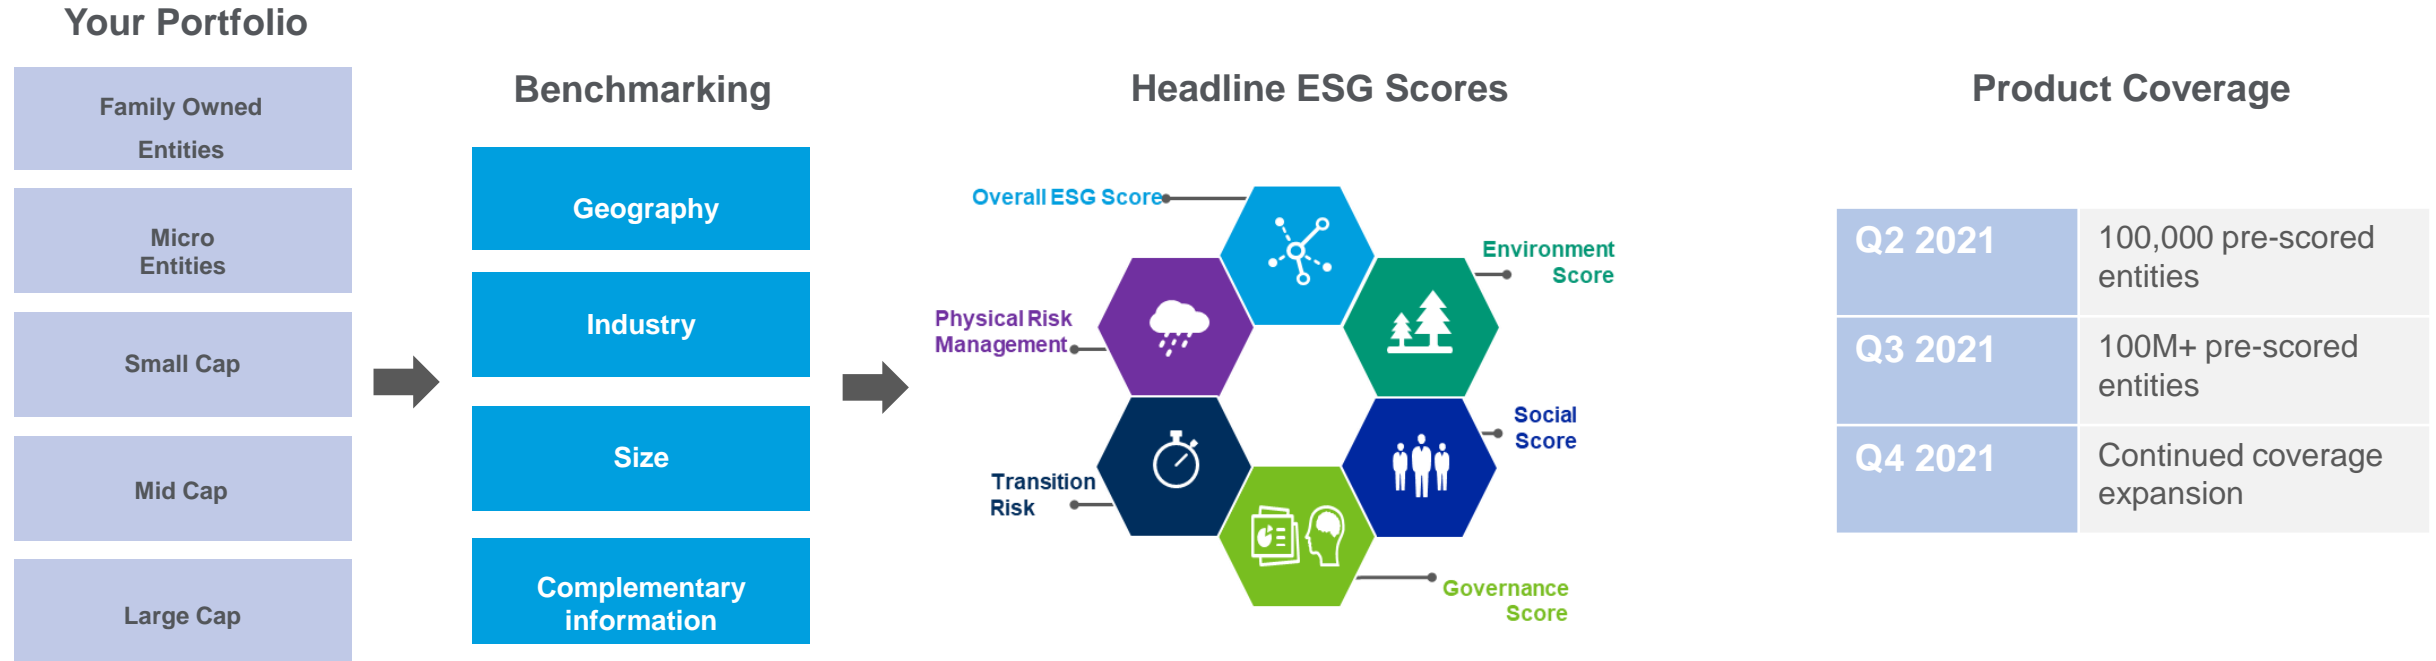 Your Portfolio
Family Owned
Entities
Micro
Entities
Small Cap
Mid Cap
Large Cap
Benchmarking
Geography
Industry
Size
Complementary
information
Headline ESG Scores
Overall ESG Score
Environment
Score
Physical Risk
Management
Social
Score
Transition
Risk
Governance
Score
Product Coverage
Q2 2021
100,000 pre-scored
entities
Q3 2021
100M+ pre-scored
entities
Q4 2021
Continued coverage
expansion